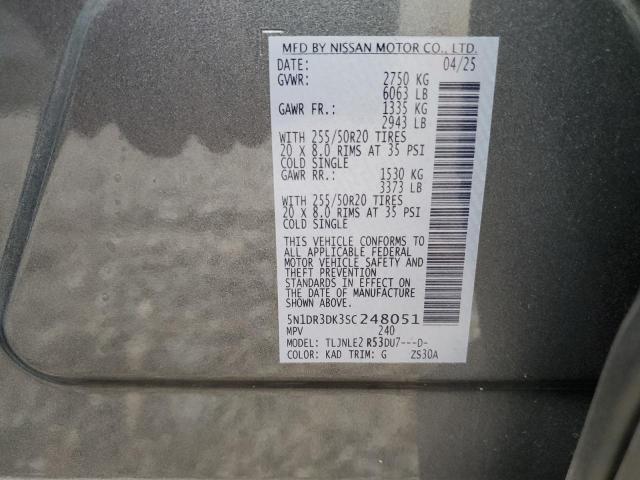 MFD BY NISSAN MOTOR CO., LTD.
DATE: 04/25
GVWR: 2750 KG
6063 LB
GAWR FR.: 1335 KG
2943 LB
WITH 255/50R20 TIRES
20 X 8.0 RIMS AT 35 PSI
COLD SINGLE
GAWR RR.: 1530 KG
3373 LB
WITH 255/50R20 TIRES
20 X 8.0 RIMS AT 35 PSI
COLD SINGLE
THIS VEHICLE CONFORMS TO
ALL APPLICABLE FEDERAL
MOTOR VEHICLE SAFETY AND
THEFT PREVENTION
STANDARDS IN EFFECT ON
THE DATE OF MANUFACTURE
SHOWN ABOVE.
5N1DR3DK3SC248051
MPV 240
MODEL: TLJNLE2 R53DU7---D-
COLOR: KAD TRIM: G ZS30A